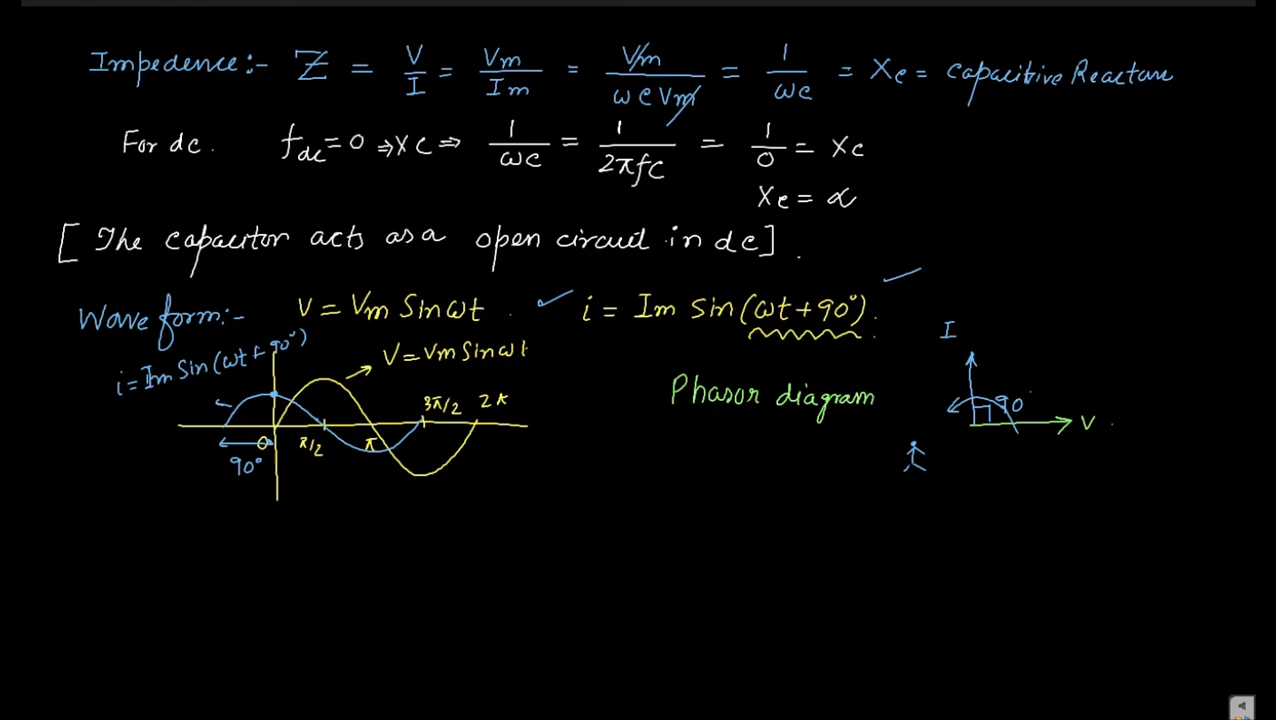 Impedence:- Z = V/I = Vm/Im = Vm/ωCVm = 1/ωC = Xc = capacitive Reactance
For dc. fdc=0 ⇒ XC ⇒ 1/ωC = 1/2πfC = 1/0 = Xc
Xc = α
[The capacitor acts as a open circuit in dc].
Wave form:- V = Vm Sinωt . i = Im Sin(ωt+90°).
i = Im Sin(ωt+90°)
V = Vm Sinωt
Phasor diagram
I
90
V
0
π/2
π
3π/2
2π
90°